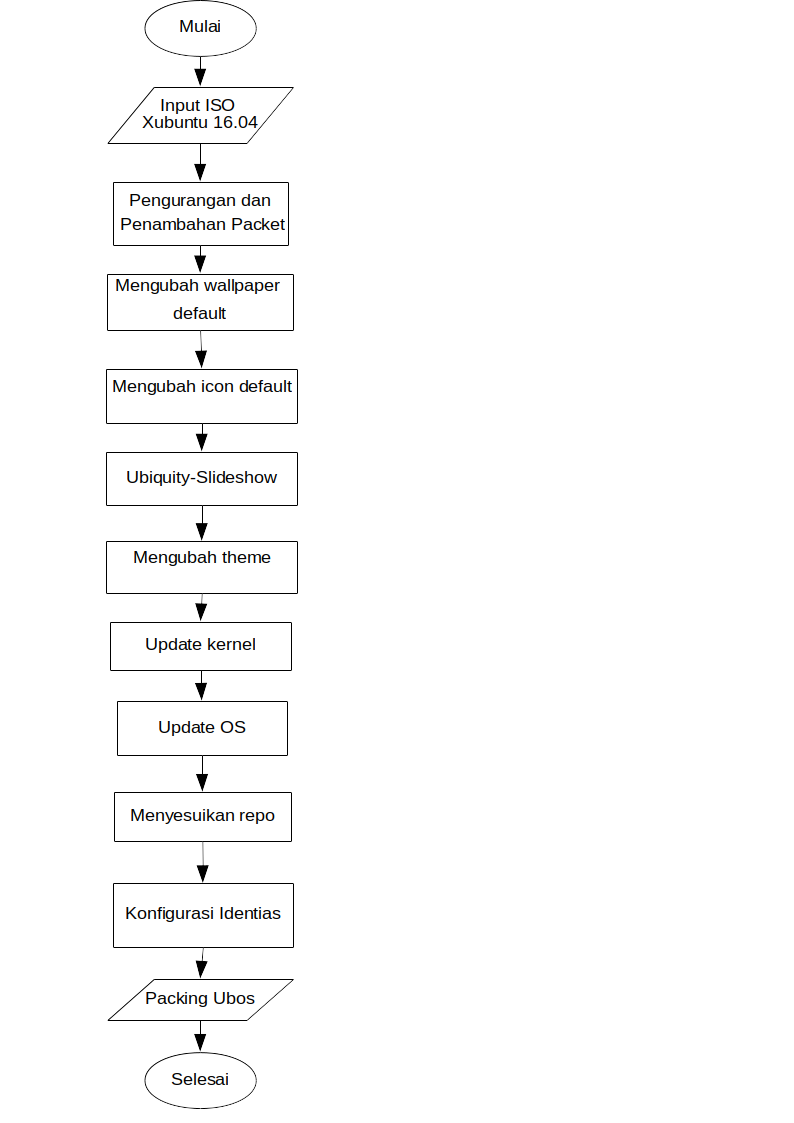 Mulai
Input ISO
Xubuntu 16.04
Pengurangan dan
Penambahan Packet
Mengubah wallpaper
default
Mengubah icon default
Ubiquity-Slideshow
Mengubah theme
Update kernel
Update OS
Menyesuikan repo
Konfigurasi Identias
Packing Ubos
Selesai